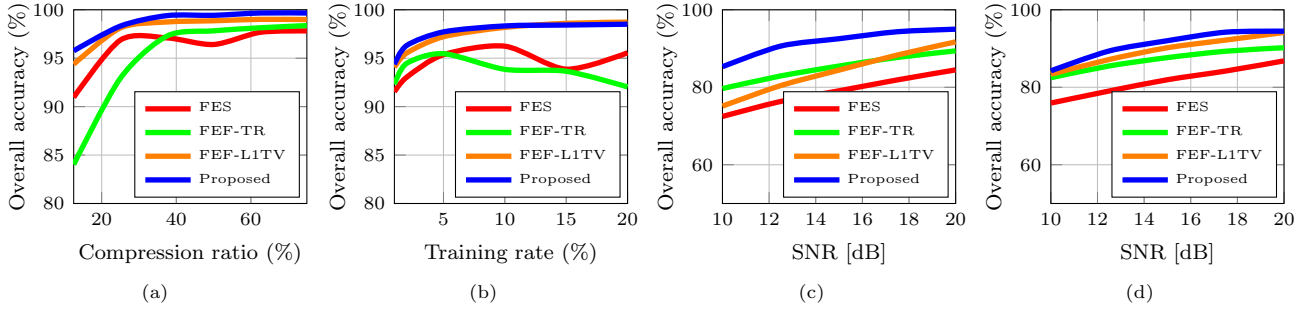 Overall accuracy (%)
100
95
90
85
80
20
40
60
FES
FEF-TR
FEF-L1TV
Proposed
Compression ratio (%)
(a)
Overall accuracy (%)
100
95
90
85
80
5
10
15
20
FES
FEF-TR
FEF-L1TV
Proposed
Training rate (%)
(b)
Overall accuracy (%)
100
80
60
10
12
14
16
18
20
FES
FEF-TR
FEF-L1TV
Proposed
SNR [dB]
(c)
Overall accuracy (%)
100
80
60
10
12
14
16
18
20
FES
FEF-TR
FEF-L1TV
Proposed
SNR [dB]
(d)